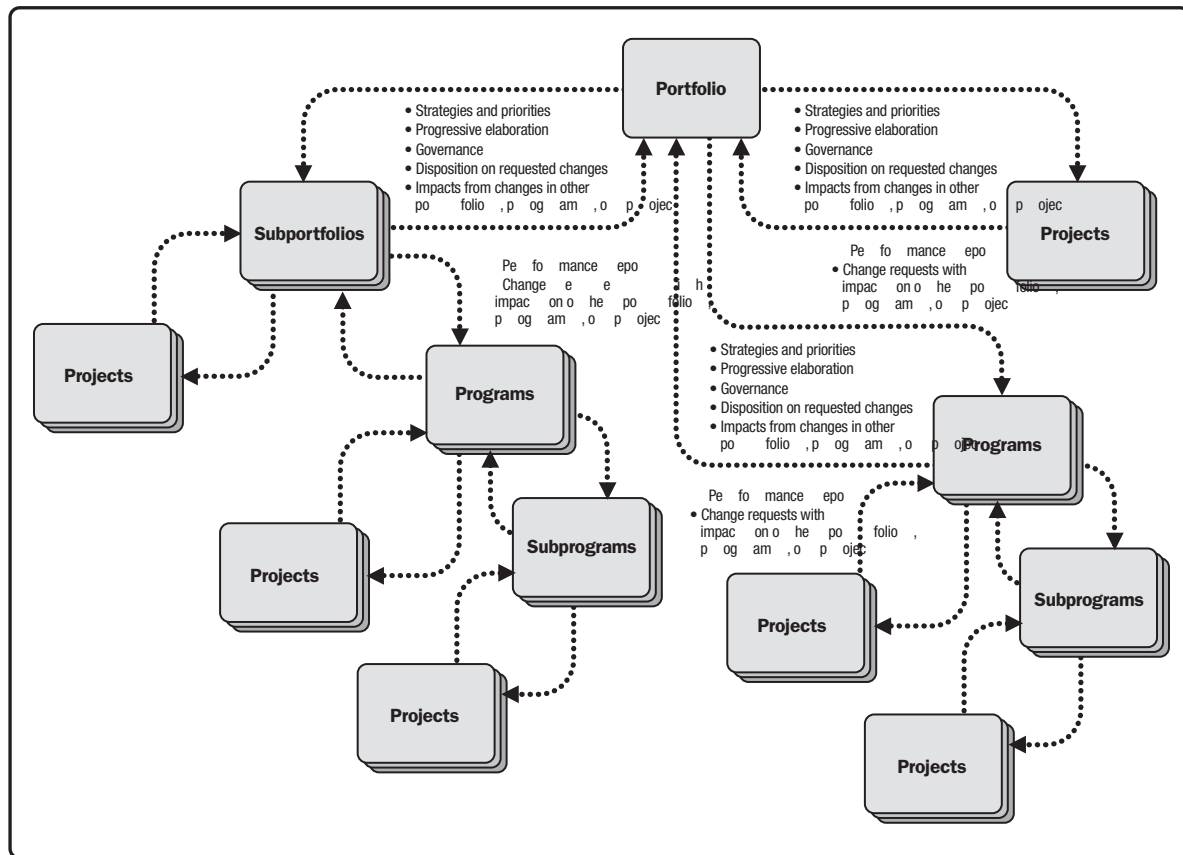 Portfolio
• Strategies and priorities
• Progressive elaboration
• Governance
• Disposition on requested changes
• Impacts from changes in other
• Strategies and priorities
• Progressive elaboration
• Governance
• Disposition on requested changes
• Impacts from changes in other
Subportfolios
Projects
Change
• Change requests with
Projects
Programs
• Strategies and priorities
• Progressive elaboration
• Governance
• Disposition on requested changes
• Impacts from changes in other
Programs
• Change requests with
Projects
Subprograms
Projects
Subprograms
Projects
Projects